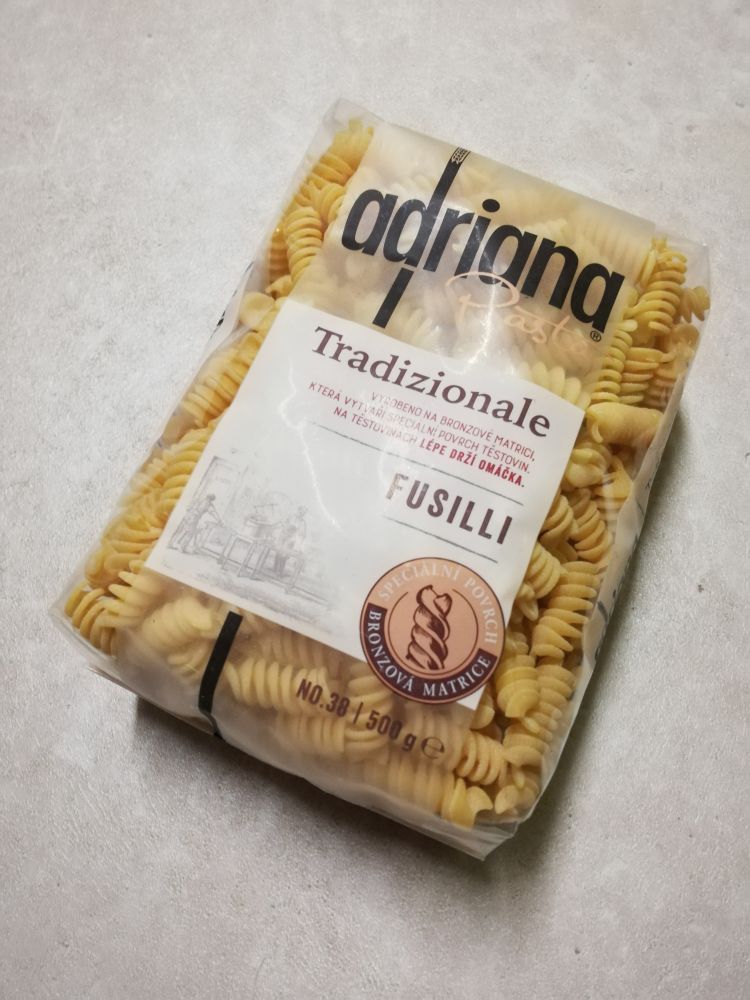 adriana
Pasta®
Tradizionale
VYROBENO NA BRONZOVÉ MATRICI,
KTERÁ VYTVÁŘÍ SPECIÁLNÍ POVRCH TĚSTOVIN.
NA TĚSTOVINÁCH LÉPE DRŽÍ OMÁČKA.
FUSILLI
SPECIÁLNÍ POVRCH
BRONZOVÁ MATRICE
NO.38 | 500 g ℮